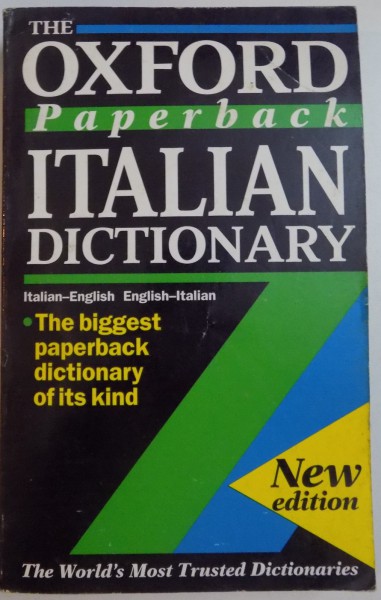 THE
OXFORD
Paperback
ITALIAN
DICTIONARY
Italian–English English–Italian
• The biggest
paperback
dictionary
of its kind
New
edition
The World's Most Trusted Dictionaries